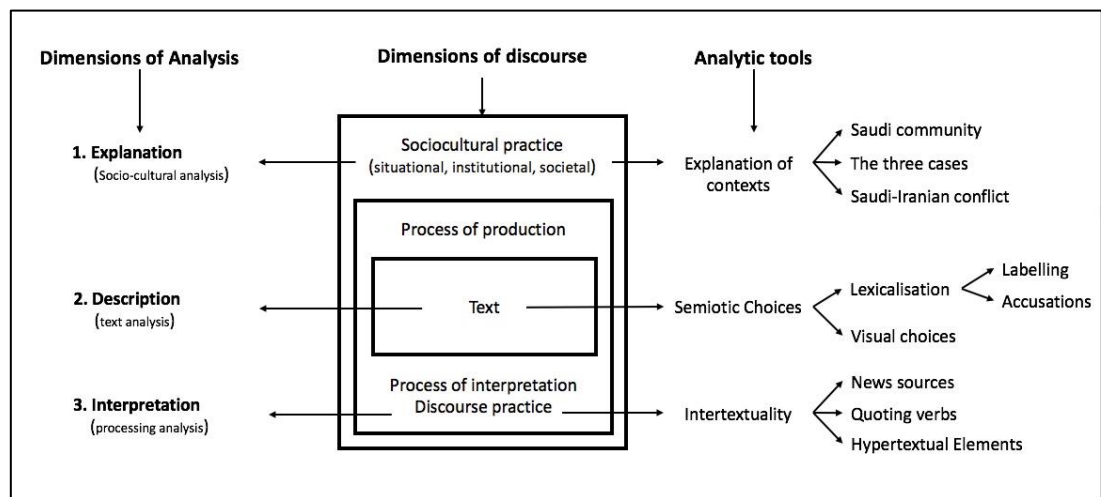 Dimensions of Analysis
Dimensions of discourse
Analytic tools
1. Explanation
(Socio-cultural analysis)
Sociocultural practice
(situational, institutional, societal)
Explanation of
contexts
Saudi community
The three cases
Saudi-Iranian conflict
Process of production
2. Description
(text analysis)
Text
Semiotic Choices
Lexicalisation
Labelling
Accusations
Visual choices
3. Interpretation
(processing analysis)
Process of interpretation
Discourse practice
Intertextuality
News sources
Quoting verbs
Hypertextual Elements